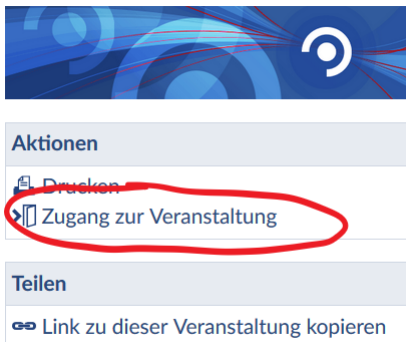 Aktionen
Drucken
Zugang zur Veranstaltung
Teilen
Link zu dieser Veranstaltung kopieren